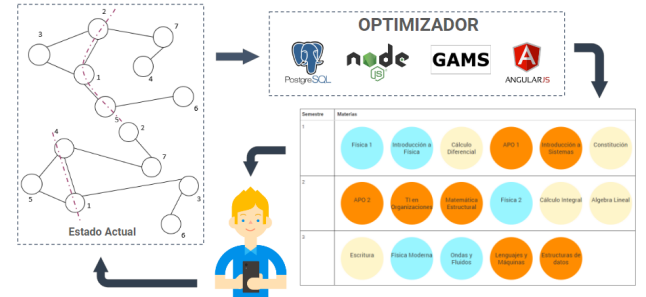 2
3
7
1
4
5
6
2
4
7
5
1
3
6
Estado Actual
OPTIMIZADOR
PostgreSQL
node
JS
GAMS
ANGULARJS
Semestre Materias
1
Física 1
Introducción a
Física
Cálculo
Diferencial
APO 1
Introducción a
Sistemas
Constitución
2
APO 2
TI en
Organizaciones
Matemática
Estructural
Física 2
Cálculo Integral
Algebra Lineal
3
Escritura
Física Moderna
Ondas y
Fluidos
Lenguajes y
Máquinas
Estructuras de
datos